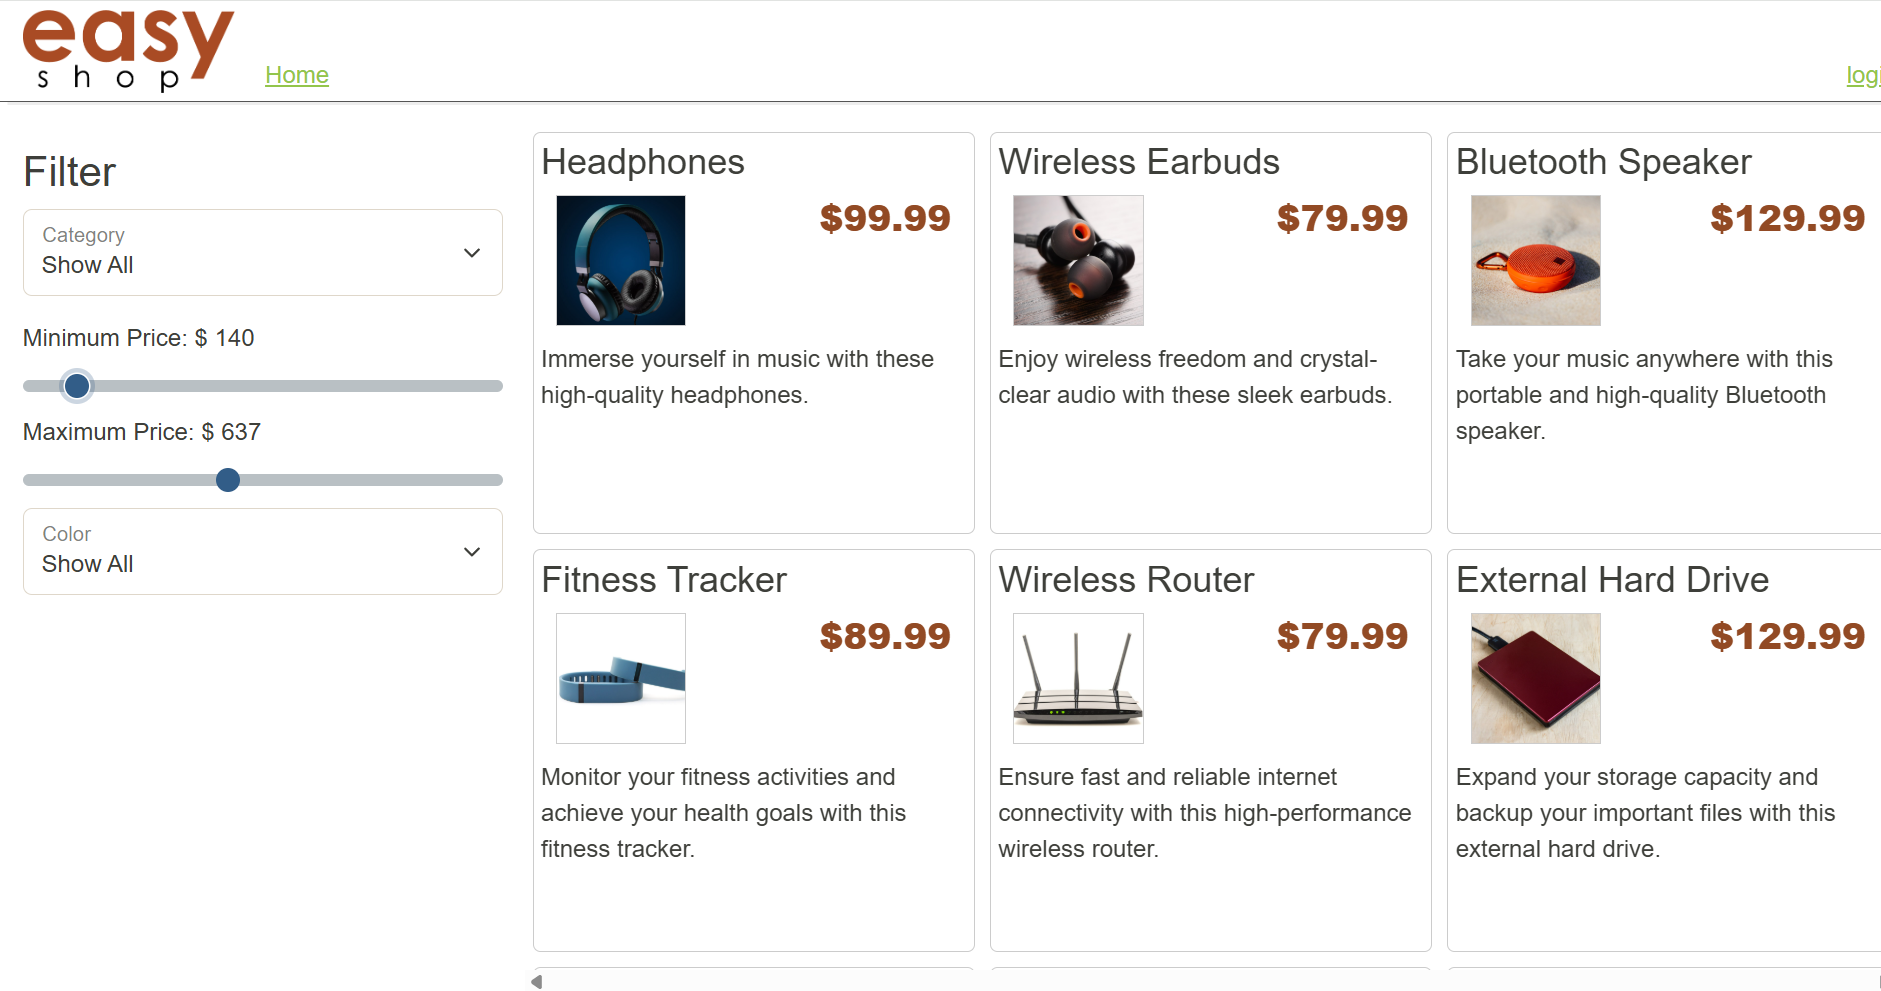 easy
shop
Home
logi
Filter
Category
Show All
Minimum Price: $ 140
Maximum Price: $ 637
Color
Show All
Headphones
$99.99
Immerse yourself in music with these
high-quality headphones.
Wireless Earbuds
$79.99
Enjoy wireless freedom and crystal-
clear audio with these sleek earbuds.
Bluetooth Speaker
$129.99
Take your music anywhere with this
portable and high-quality Bluetooth
speaker.
Fitness Tracker
$89.99
Monitor your fitness activities and
achieve your health goals with this
fitness tracker.
Wireless Router
$79.99
Ensure fast and reliable internet
connectivity with this high-performance
wireless router.
External Hard Drive
$129.99
Expand your storage capacity and
backup your important files with this
external hard drive.